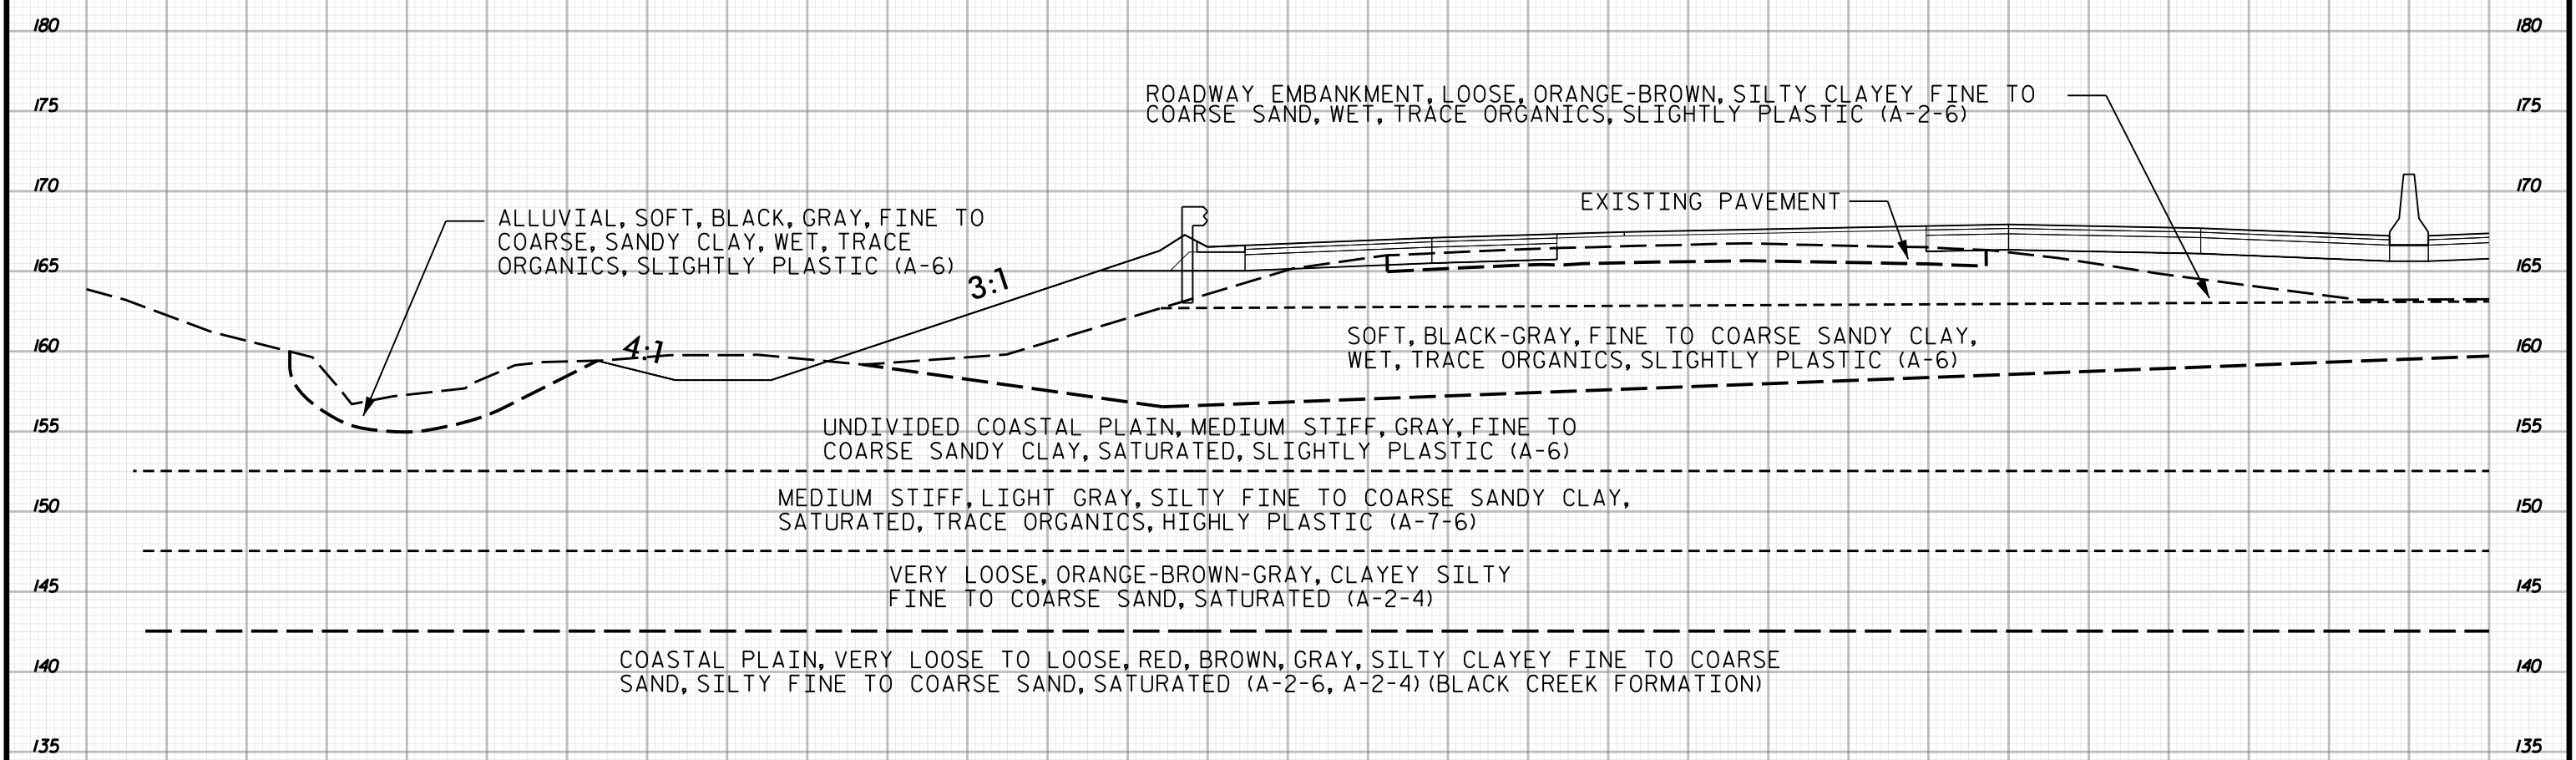 180 180
ROADWAY EMBANKMENT, LOOSE, ORANGE-BROWN, SILTY CLAYEY FINE TO
COARSE SAND, WET, TRACE ORGANICS, SLIGHTLY PLASTIC (A-2-6)
175 175
170 170
EXISTING PAVEMENT
ALLUVIAL, SOFT, BLACK, GRAY, FINE TO
COARSE, SANDY CLAY, WET, TRACE
ORGANICS, SLIGHTLY PLASTIC (A-6)
165 165
3:1
4:1
160 160
SOFT, BLACK-GRAY, FINE TO COARSE SANDY CLAY,
WET, TRACE ORGANICS, SLIGHTLY PLASTIC (A-6)
155 155
UNDIVIDED COASTAL PLAIN, MEDIUM STIFF, GRAY, FINE TO
COARSE SANDY CLAY, SATURATED, SLIGHTLY PLASTIC (A-6)
150 150
MEDIUM STIFF, LIGHT GRAY, SILTY FINE TO COARSE SANDY CLAY,
SATURATED, TRACE ORGANICS, HIGHLY PLASTIC (A-7-6)
145 145
VERY LOOSE, ORANGE-BROWN-GRAY, CLAYEY SILTY
FINE TO COARSE SAND, SATURATED (A-2-4)
140 140
COASTAL PLAIN, VERY LOOSE TO LOOSE, RED, BROWN, GRAY, SILTY CLAYEY FINE TO COARSE
SAND, SILTY FINE TO COARSE SAND, SATURATED (A-2-6, A-2-4) (BLACK CREEK FORMATION)
135 135